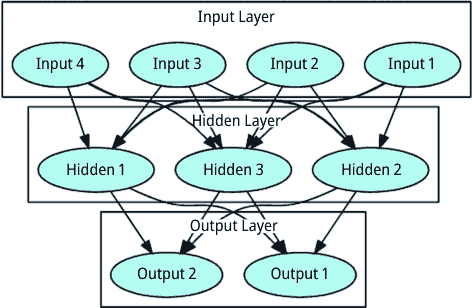 Input Layer
Input 4 Input 3 Input 2 Input 1
Hidden Layer
Hidden 1 Hidden 3 Hidden 2
Output Layer
Output 2 Output 1